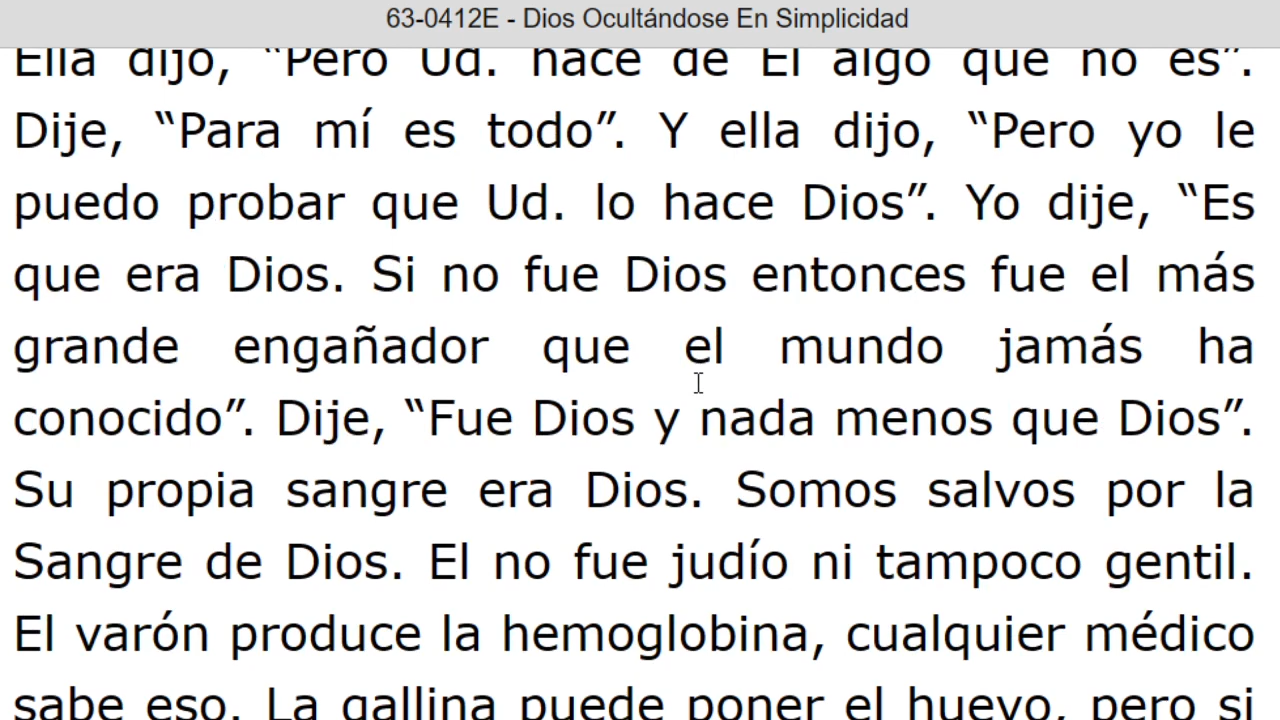 63-0412E - Dios Ocultándose En Simplicidad
Ella dijo, “Pero Ud. hace de El algo que no es”.
Dije, “Para mí es todo”. Y ella dijo, “Pero yo le
puedo probar que Ud. lo hace Dios”. Yo dije, “Es
que era Dios. Si no fue Dios entonces fue el más
grande engañador que el mundo jamás ha
conocido”. Dije, “Fue Dios y nada menos que Dios”.
Su propia sangre era Dios. Somos salvos por la
Sangre de Dios. El no fue judío ni tampoco gentil.
El varón produce la hemoglobina, cualquier médico
sabe eso. La gallina puede poner el huevo, pero si